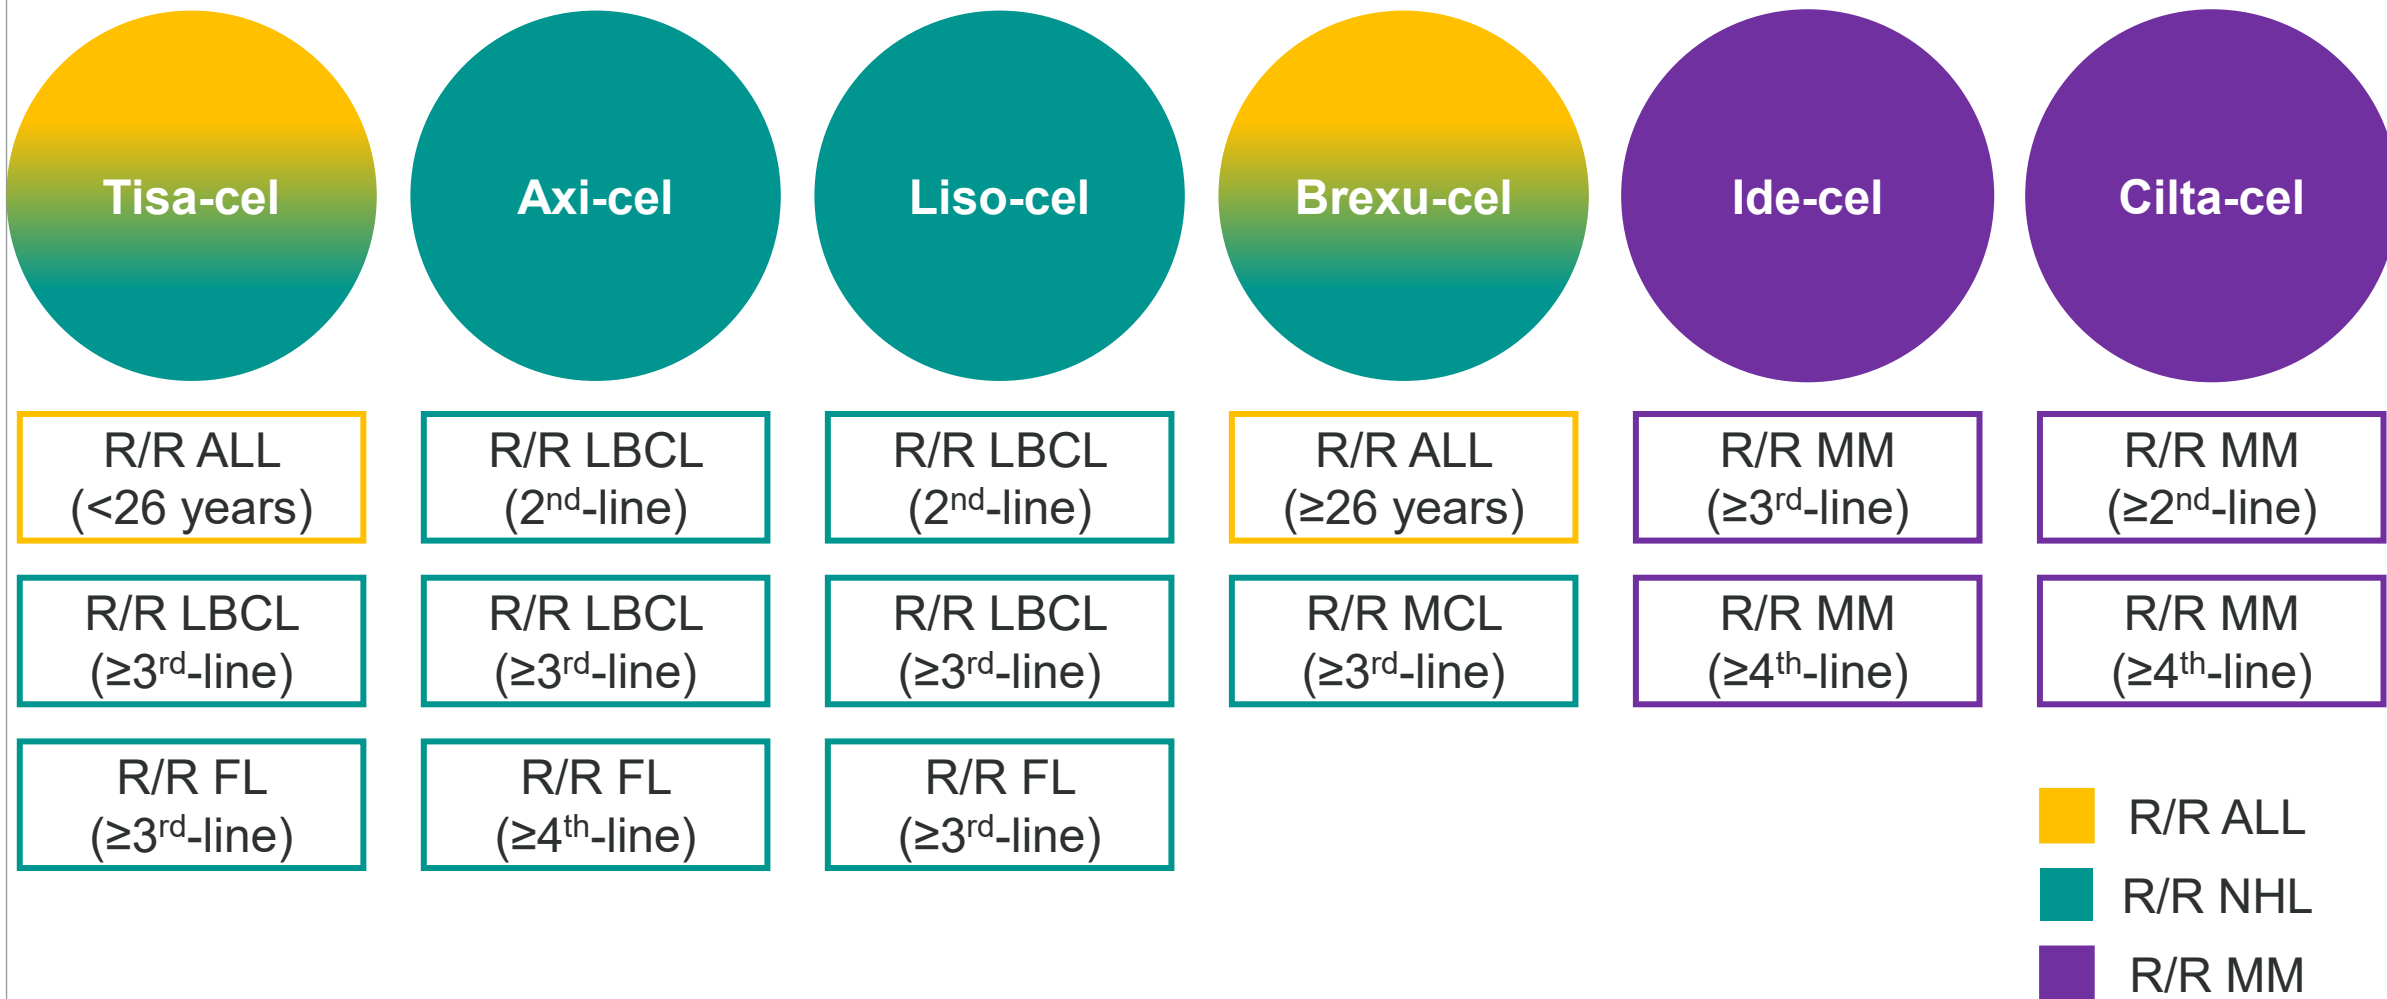 Tisa-cel
Axi-cel
Liso-cel
Brexu-cel
Ide-cel
Cilta-cel
R/R ALL
(<26 years)
R/R LBCL
(2nd-line)
R/R LBCL
(2nd-line)
R/R ALL
(≥26 years)
R/R MM
(≥3rd-line)
R/R MM
(≥2nd-line)
R/R LBCL
(≥3rd-line)
R/R LBCL
(≥3rd-line)
R/R LBCL
(≥3rd-line)
R/R MCL
(≥3rd-line)
R/R MM
(≥4th-line)
R/R MM
(≥4th-line)
R/R FL
(≥3rd-line)
R/R FL
(≥4th-line)
R/R FL
(≥3rd-line)
R/R ALL
R/R NHL
R/R MM